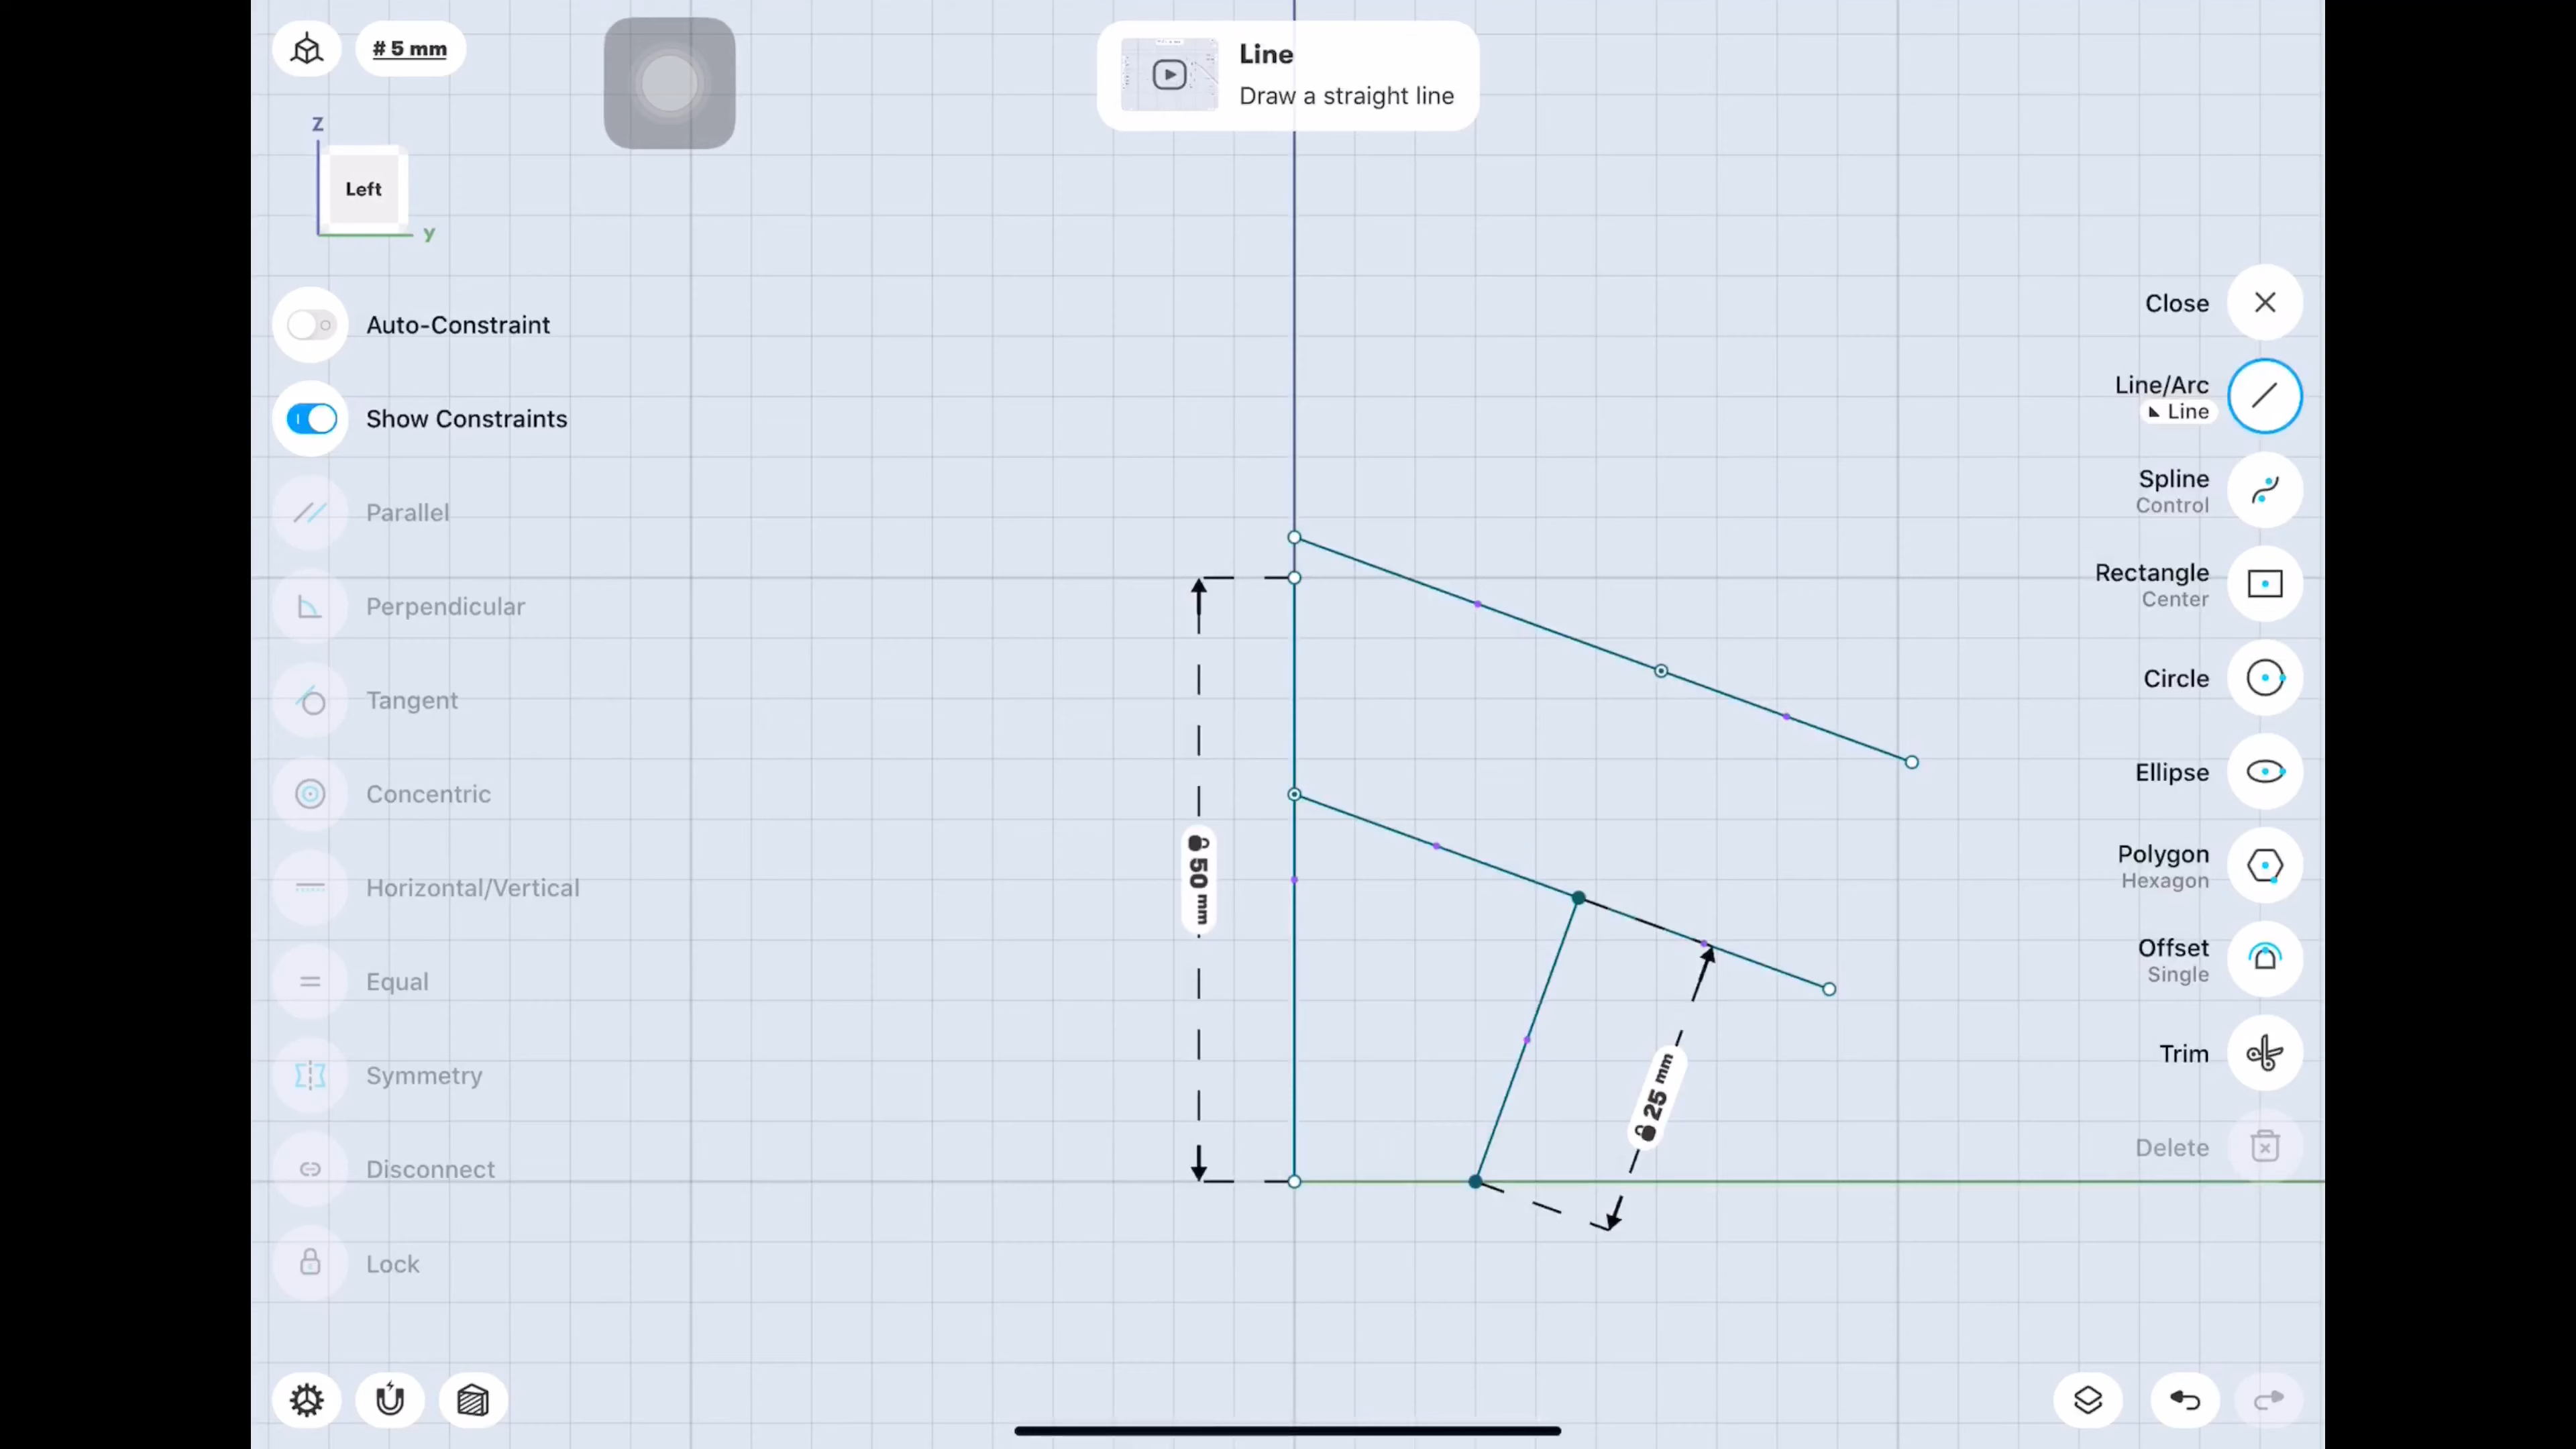 # 5 mm
Line
Draw a straight line
Z
Left
y
Auto-Constraint
Show Constraints
Parallel
Perpendicular
Tangent
Concentric
Horizontal/Vertical
Equal
Symmetry
Disconnect
Lock
50 mm
25 mm
Close
Line/Arc
Line
Spline
Control
Rectangle
Center
Circle
Ellipse
Polygon
Hexagon
Offset
Single
Trim
Delete